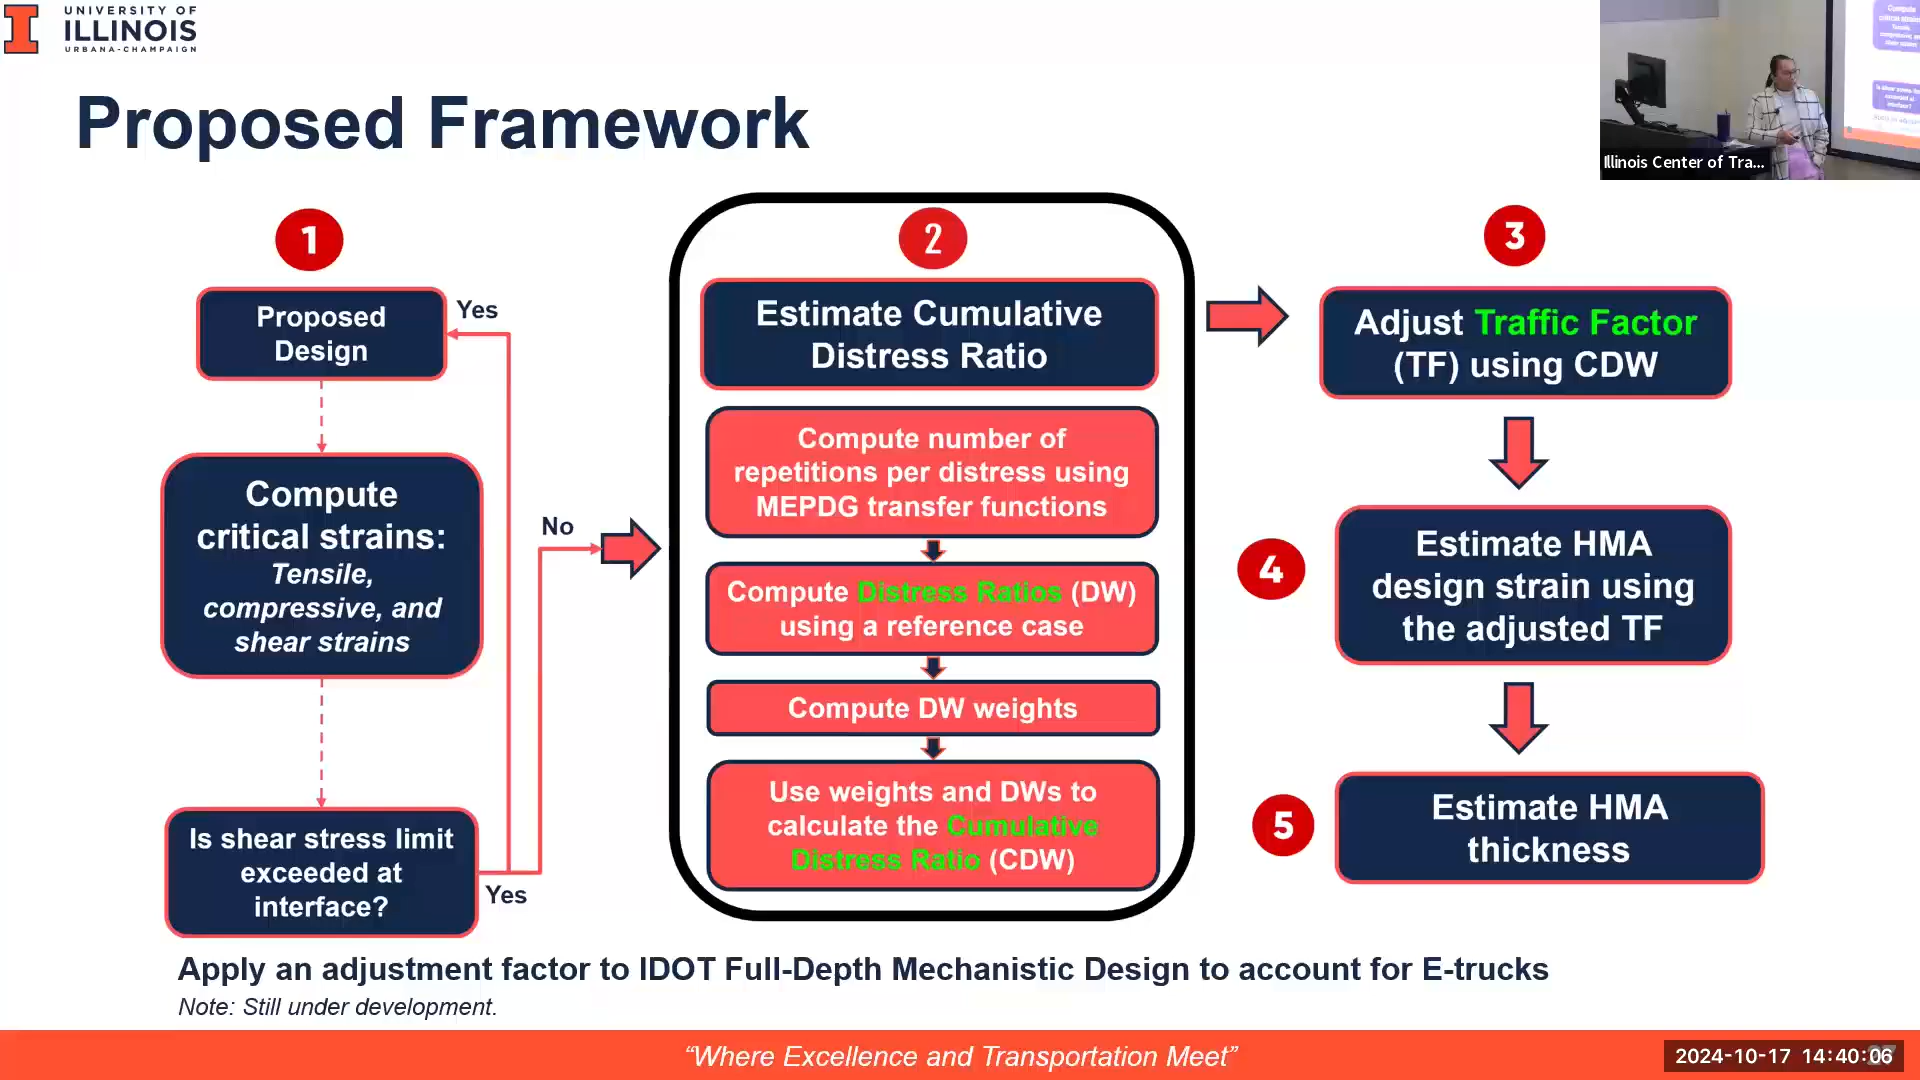 UNIVERSITY OF
ILLINOIS
URBANA-CHAMPAIGN
Proposed Framework
Illinois Center of Tra...
1
Proposed
Design
Yes
Compute
critical strains:
Tensile,
compressive, and
shear strains
Is shear stress limit
exceeded at
interface?
Yes
No
2
Estimate Cumulative
Distress Ratio
Compute number of
repetitions per distress using
MEPDG transfer functions
Compute Distress Ratios (DW)
using a reference case
Compute DW weights
Use weights and DWs to
calculate the Cumulative
Distress Ratio (CDW)
3
Adjust Traffic Factor
(TF) using CDW
4
Estimate HMA
design strain using
the adjusted TF
5
Estimate HMA
thickness
Apply an adjustment factor to IDOT Full-Depth Mechanistic Design to account for E-trucks
Note: Still under development.
“Where Excellence and Transportation Meet”
2024-10-17 14:40:06